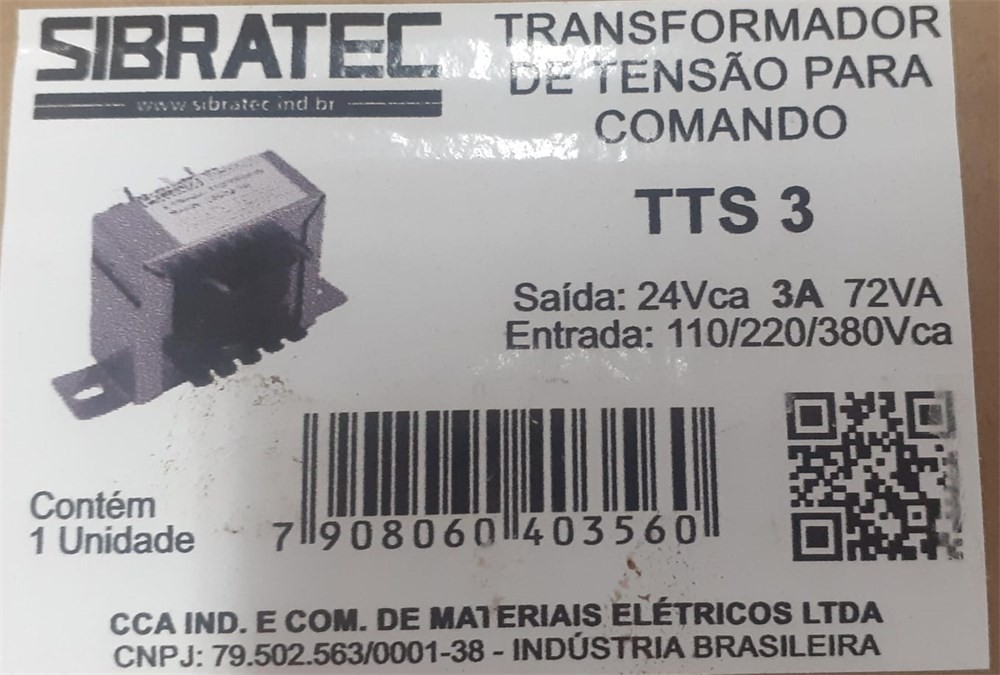 SIBRATEC
www.sibratec.ind.br
TRANSFORMADOR
DE TENSÃO PARA
COMANDO
TTS 3
Saída: 24Vca 3A 72VA
Entrada: 110/220/380Vca
Contém
1 Unidade
7 908060 403560
CCA IND. E COM. DE MATERIAIS ELÉTRICOS LTDA
CNPJ: 79.502.563/0001-38 - INDÚSTRIA BRASILEIRA